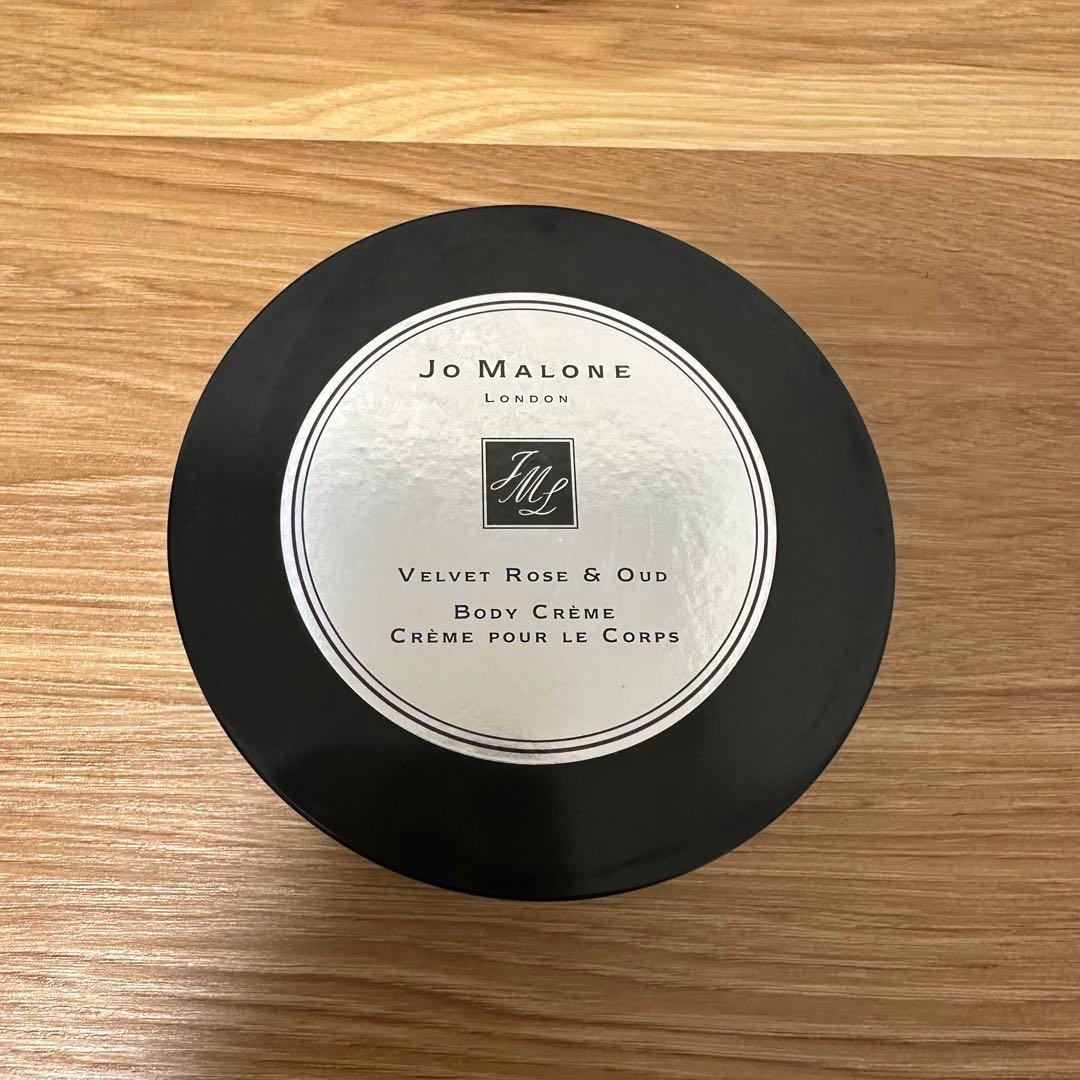 JO MALONE
LONDON
JML
VELVET ROSE & OUD
BODY CRÈME
CRÈME POUR LE CORPS